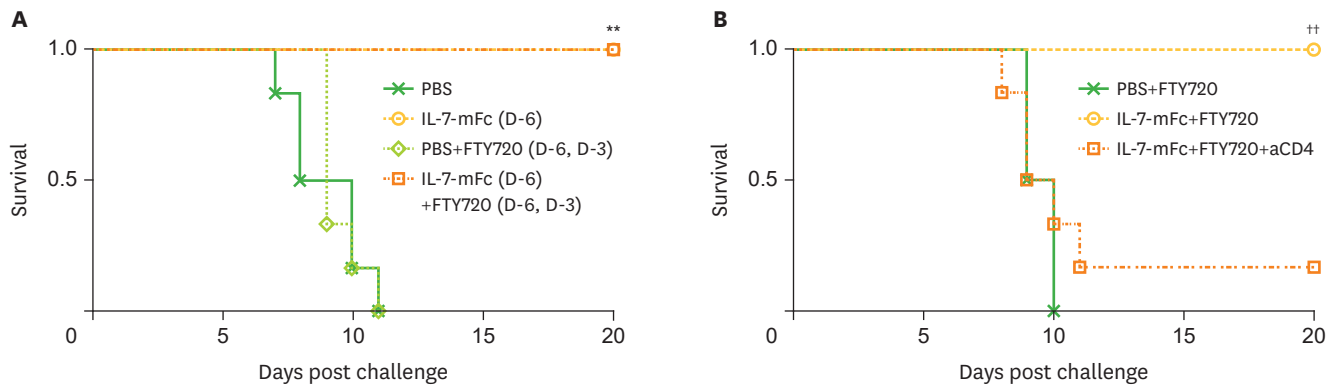 A
**
1.0
PBS
IL-7-mFc (D-6)
PBS+FTY720 (D-6, D-3)
IL-7-mFc (D-6)
+FTY720 (D-6, D-3)
0.5
Survival
0
5
10
15
20
Days post challenge
B
††
1.0
PBS+FTY720
IL-7-mFc+FTY720
IL-7-mFc+FTY720+aCD4
0.5
Survival
0
5
10
15
20
Days post challenge